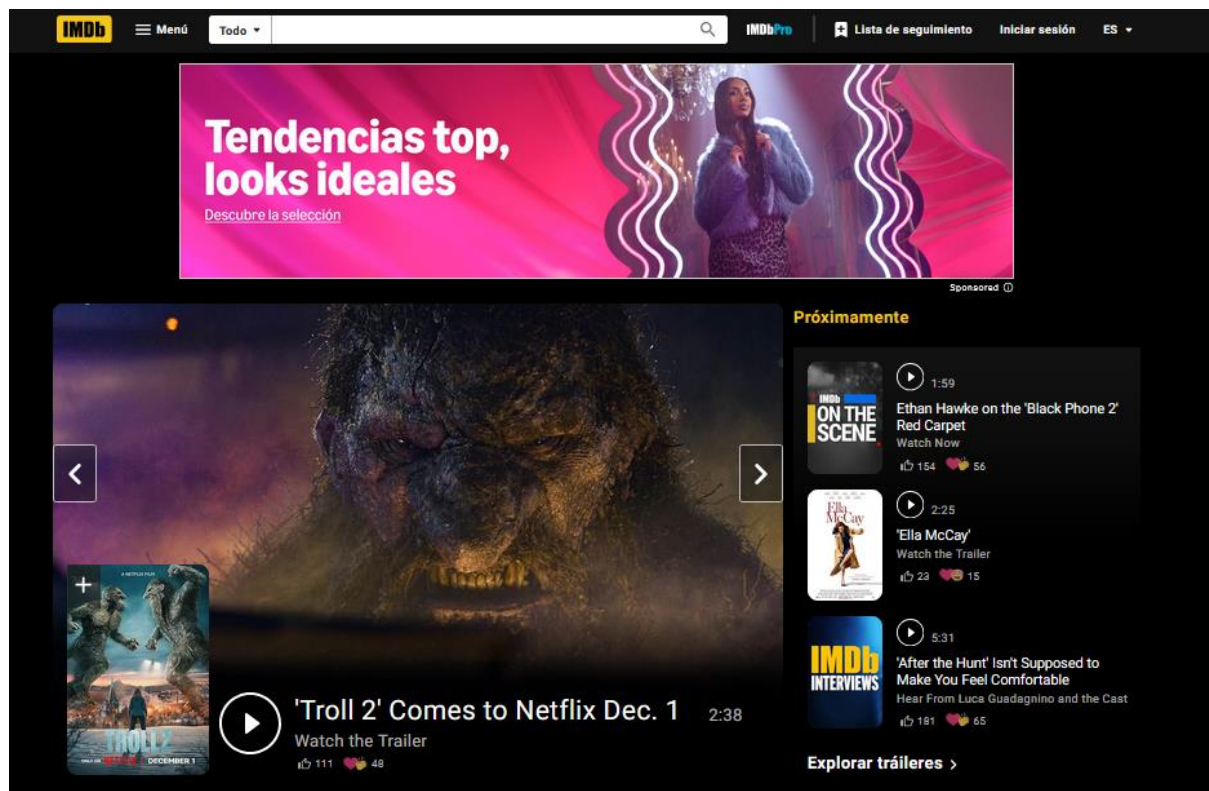 IMDb Menú Todo IMDbPro Lista de seguimiento Iniciar sesión ES
Tendencias top,
looks ideales
Descubre la selección
Sponsored
Próximamente
1:59
IMDb
ON THE
SCENE
Ethan Hawke on the 'Black Phone 2'
Red Carpet
Watch Now
154 56
2:25
Ella
McCay
'Ella McCay'
Watch the Trailer
23 15
5:31
IMDb
INTERVIEWS
'After the Hunt' Isn't Supposed to
Make You Feel Comfortable
Hear From Luca Guadagnino and the Cast
181 65
Explorar tráileres
A NETFLIX FILM
TROLL 2
ONLY ON NETFLIX DECEMBER 1
'Troll 2' Comes to Netflix Dec. 1 2:38
Watch the Trailer
111 48